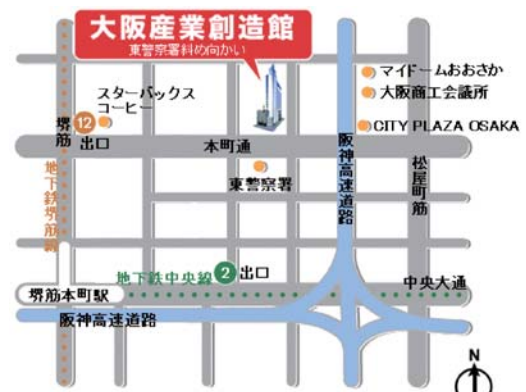 大阪産業創造館
東警察署斜め向かい
マイドームおおさか
大阪商工会議所
CITY PLAZA OSAKA
スターバックス
コーヒー
堺筋
12
出口
本町通
東警察署
阪神高速道路
松屋町筋
地下鉄堺筋線
地下鉄中央線
2
出口
中央大通
堺筋本町駅
阪神高速道路
N